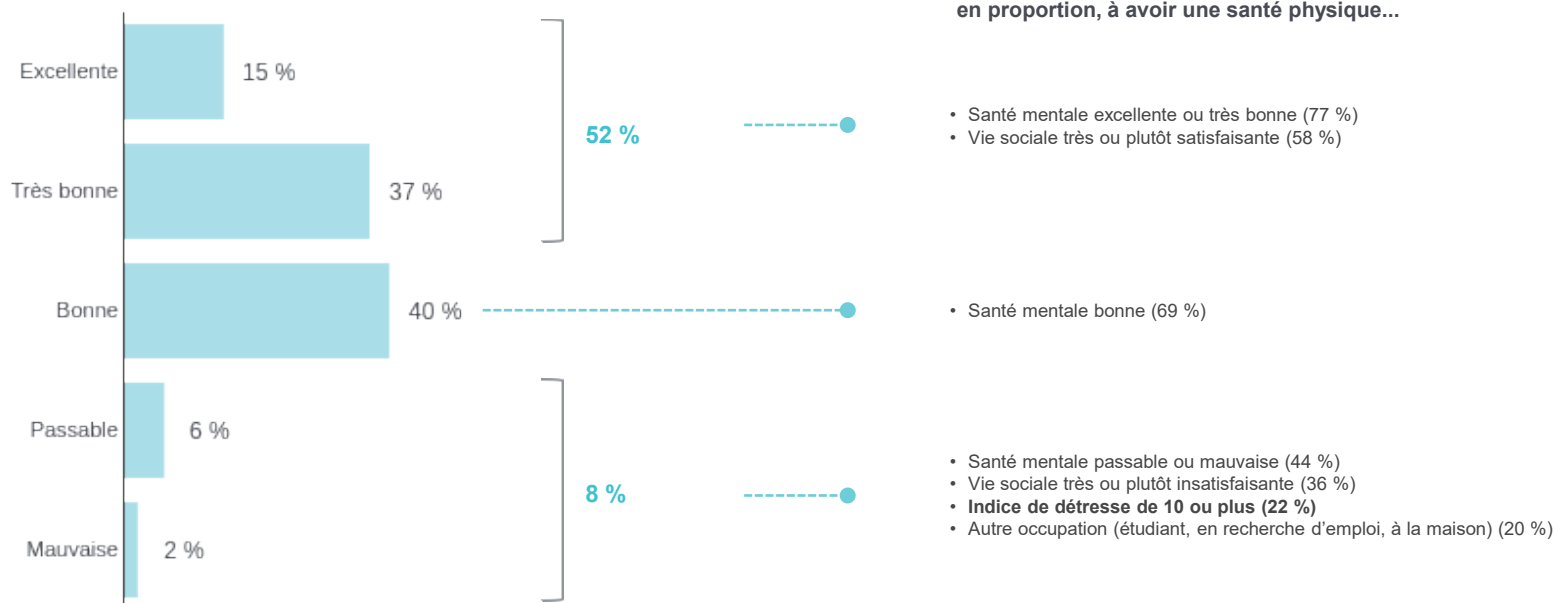 en proportion, à avoir une santé physique...
Excellente
15 %
Très bonne
37 %
52 %
• Santé mentale excellente ou très bonne (77 %)
• Vie sociale très ou plutôt satisfaisante (58 %)
Bonne
40 %
• Santé mentale bonne (69 %)
Passable
6 %
Mauvaise
2 %
8 %
• Santé mentale passable ou mauvaise (44 %)
• Vie sociale très ou plutôt insatisfaisante (36 %)
• Indice de détresse de 10 ou plus (22 %)
• Autre occupation (étudiant, en recherche d’emploi, à la maison) (20 %)